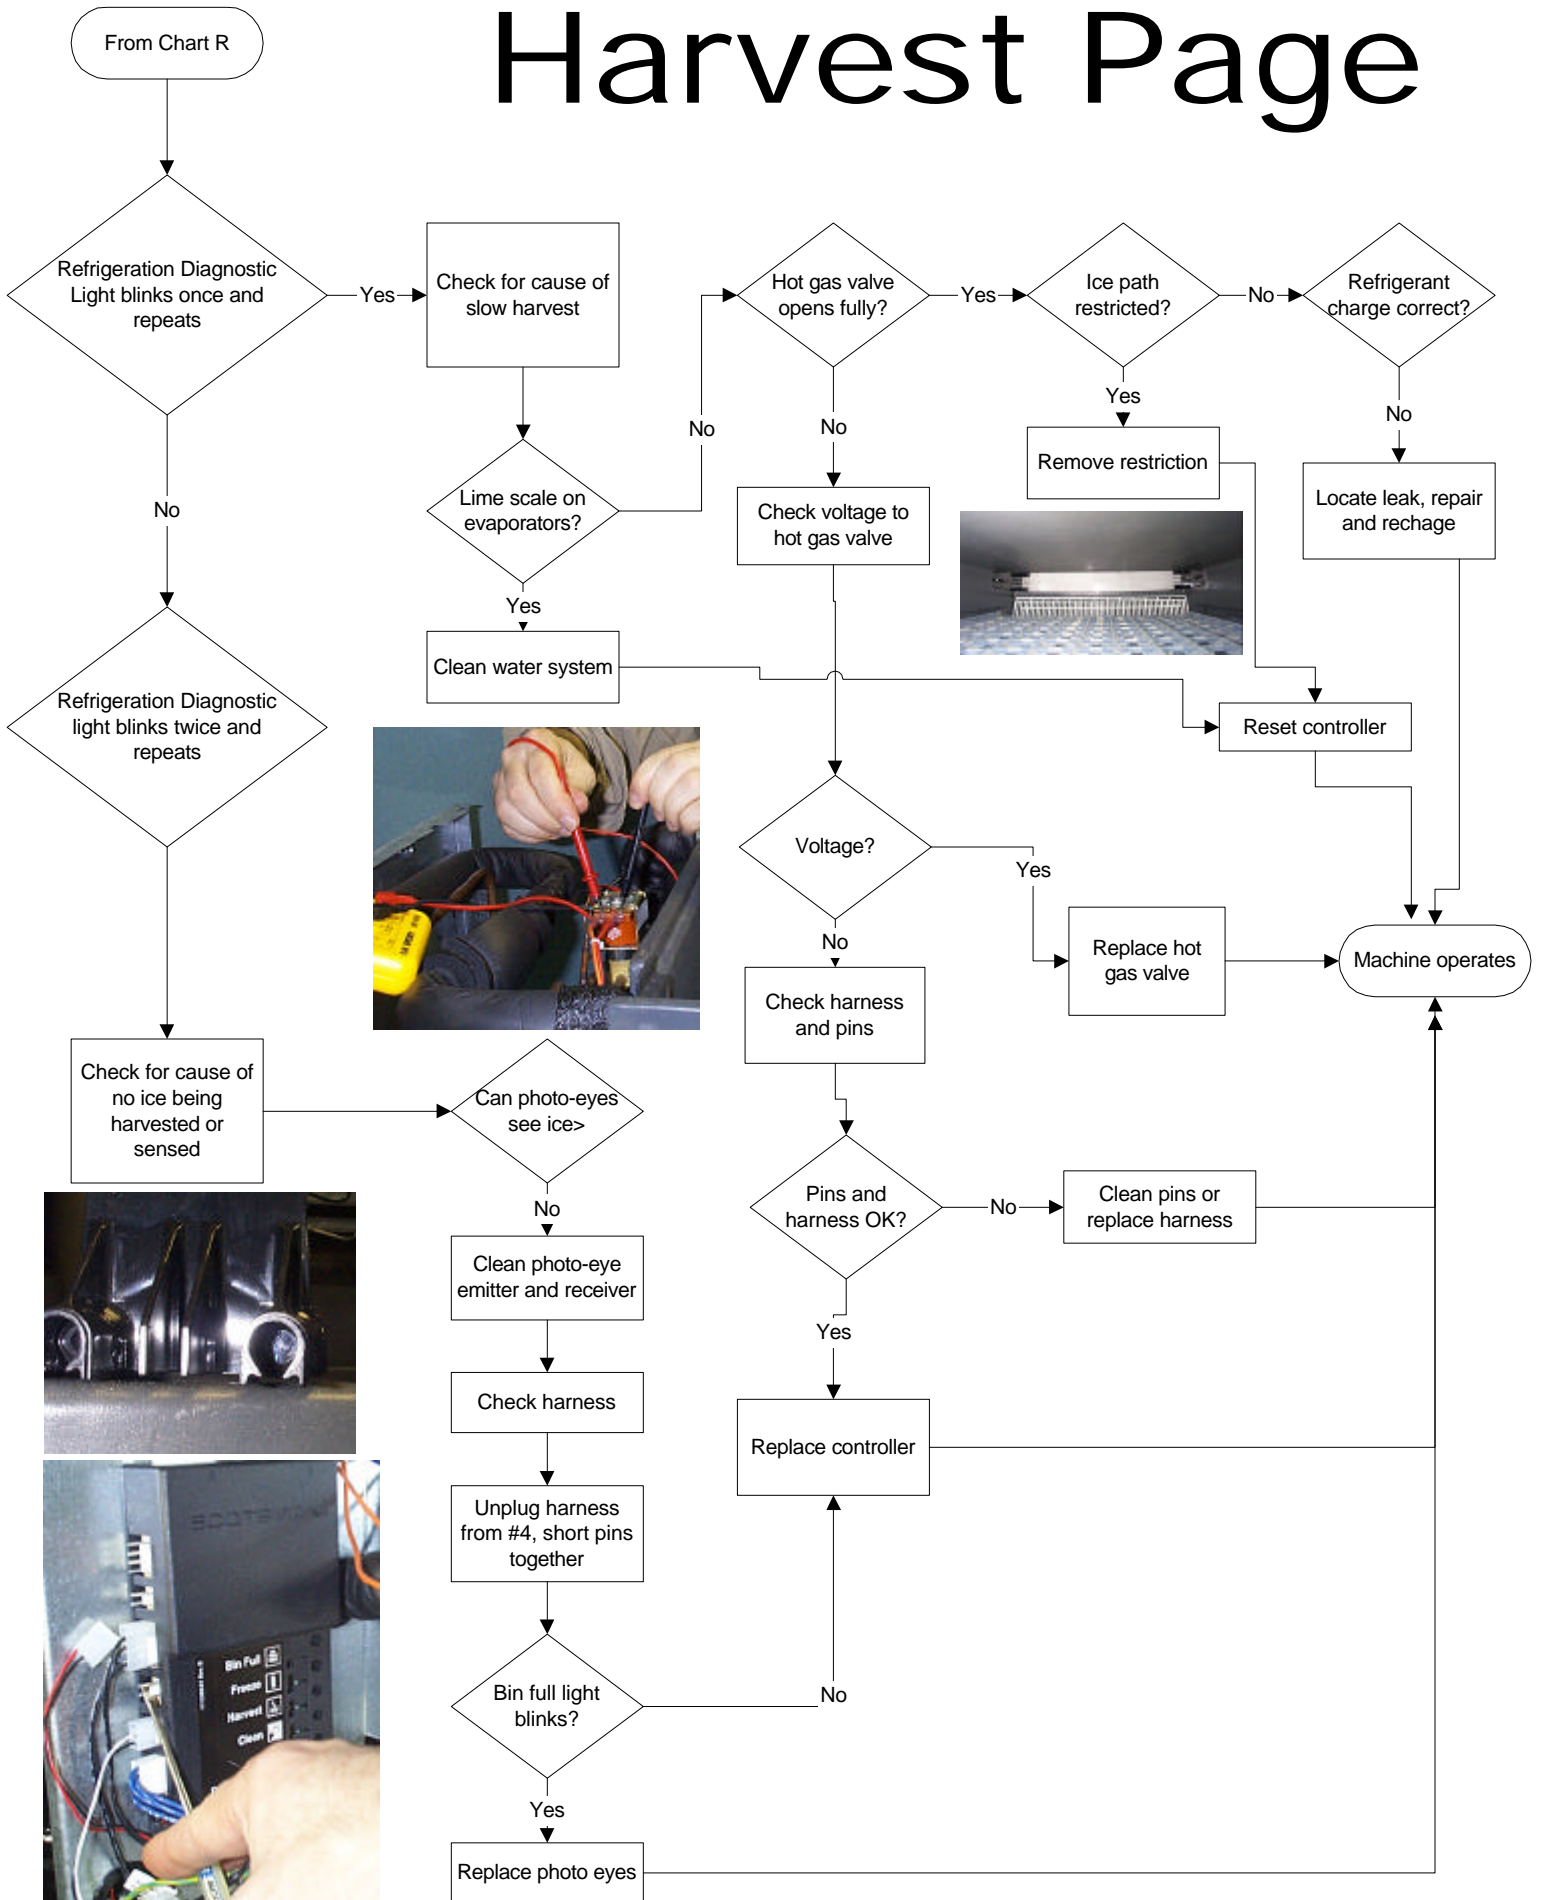 Harvest Page
From Chart R
Refrigeration Diagnostic
Light blinks once and
repeats
Yes
Check for cause of
slow harvest
Hot gas valve
opens fully?
Yes
Ice path
restricted?
No
Refrigerant
charge correct?
No
Lime scale on
evaporators?
No
No
Yes
Remove restriction
No
Check voltage to
hot gas valve
Locate leak, repair
and rechage
Yes
Clean water system
Refrigeration Diagnostic
light blinks twice and
repeats
Reset controller
Voltage?
Yes
No
Replace hot
gas valve
Machine operates
Check harness
and pins
Check for cause of
no ice being
harvested or
sensed
Can photo-eyes
see ice>
No
Pins and
harness OK?
No
Clean pins or
replace harness
Clean photo-eye
emitter and receiver
Yes
Check harness
Replace controller
Unplug harness
from #4, short pins
together
Bin full light
blinks?
No
Yes
Replace photo eyes
Bin Full
Freeze
Harvest
Clean